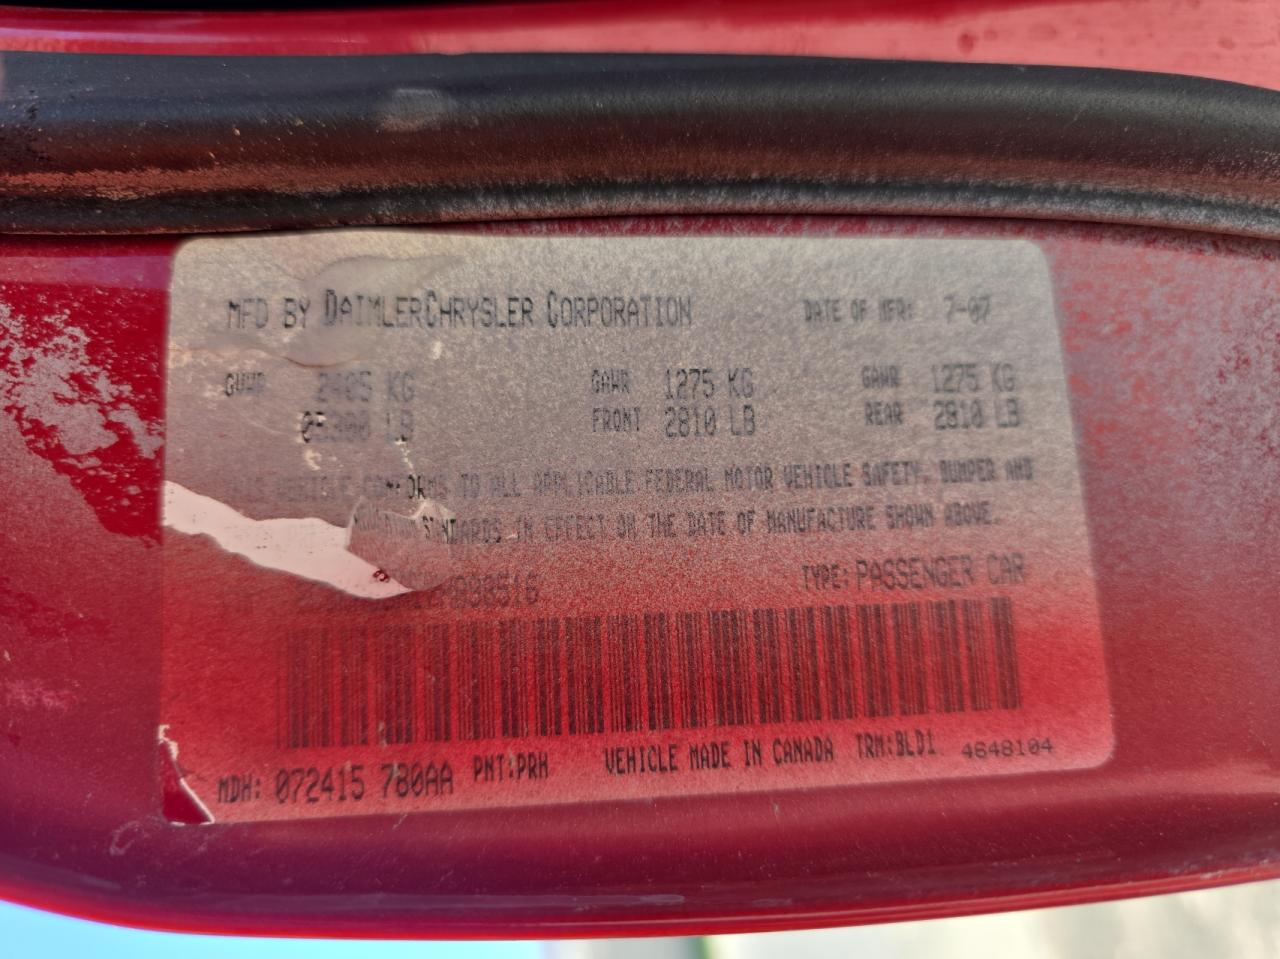 MFD BY DAIMLERCHRYSLER CORPORATION DATE OF MFR: 7-07
GVWR 2405 KG GAWR 1275 KG GAWR 1275 KG
05300 LB FRONT 2810 LB REAR 2810 LB
VEHICLE CONFORMS TO ALL APPLICABLE FEDERAL MOTOR VEHICLE SAFETY, BUMPER AND
STANDARDS IN EFFECT ON THE DATE OF MANUFACTURE SHOWN ABOVE.
TYPE: PASSENGER CAR
MDH: 072415 780AA PNT:PRH VEHICLE MADE IN CANADA TRM:BLD1 4648104